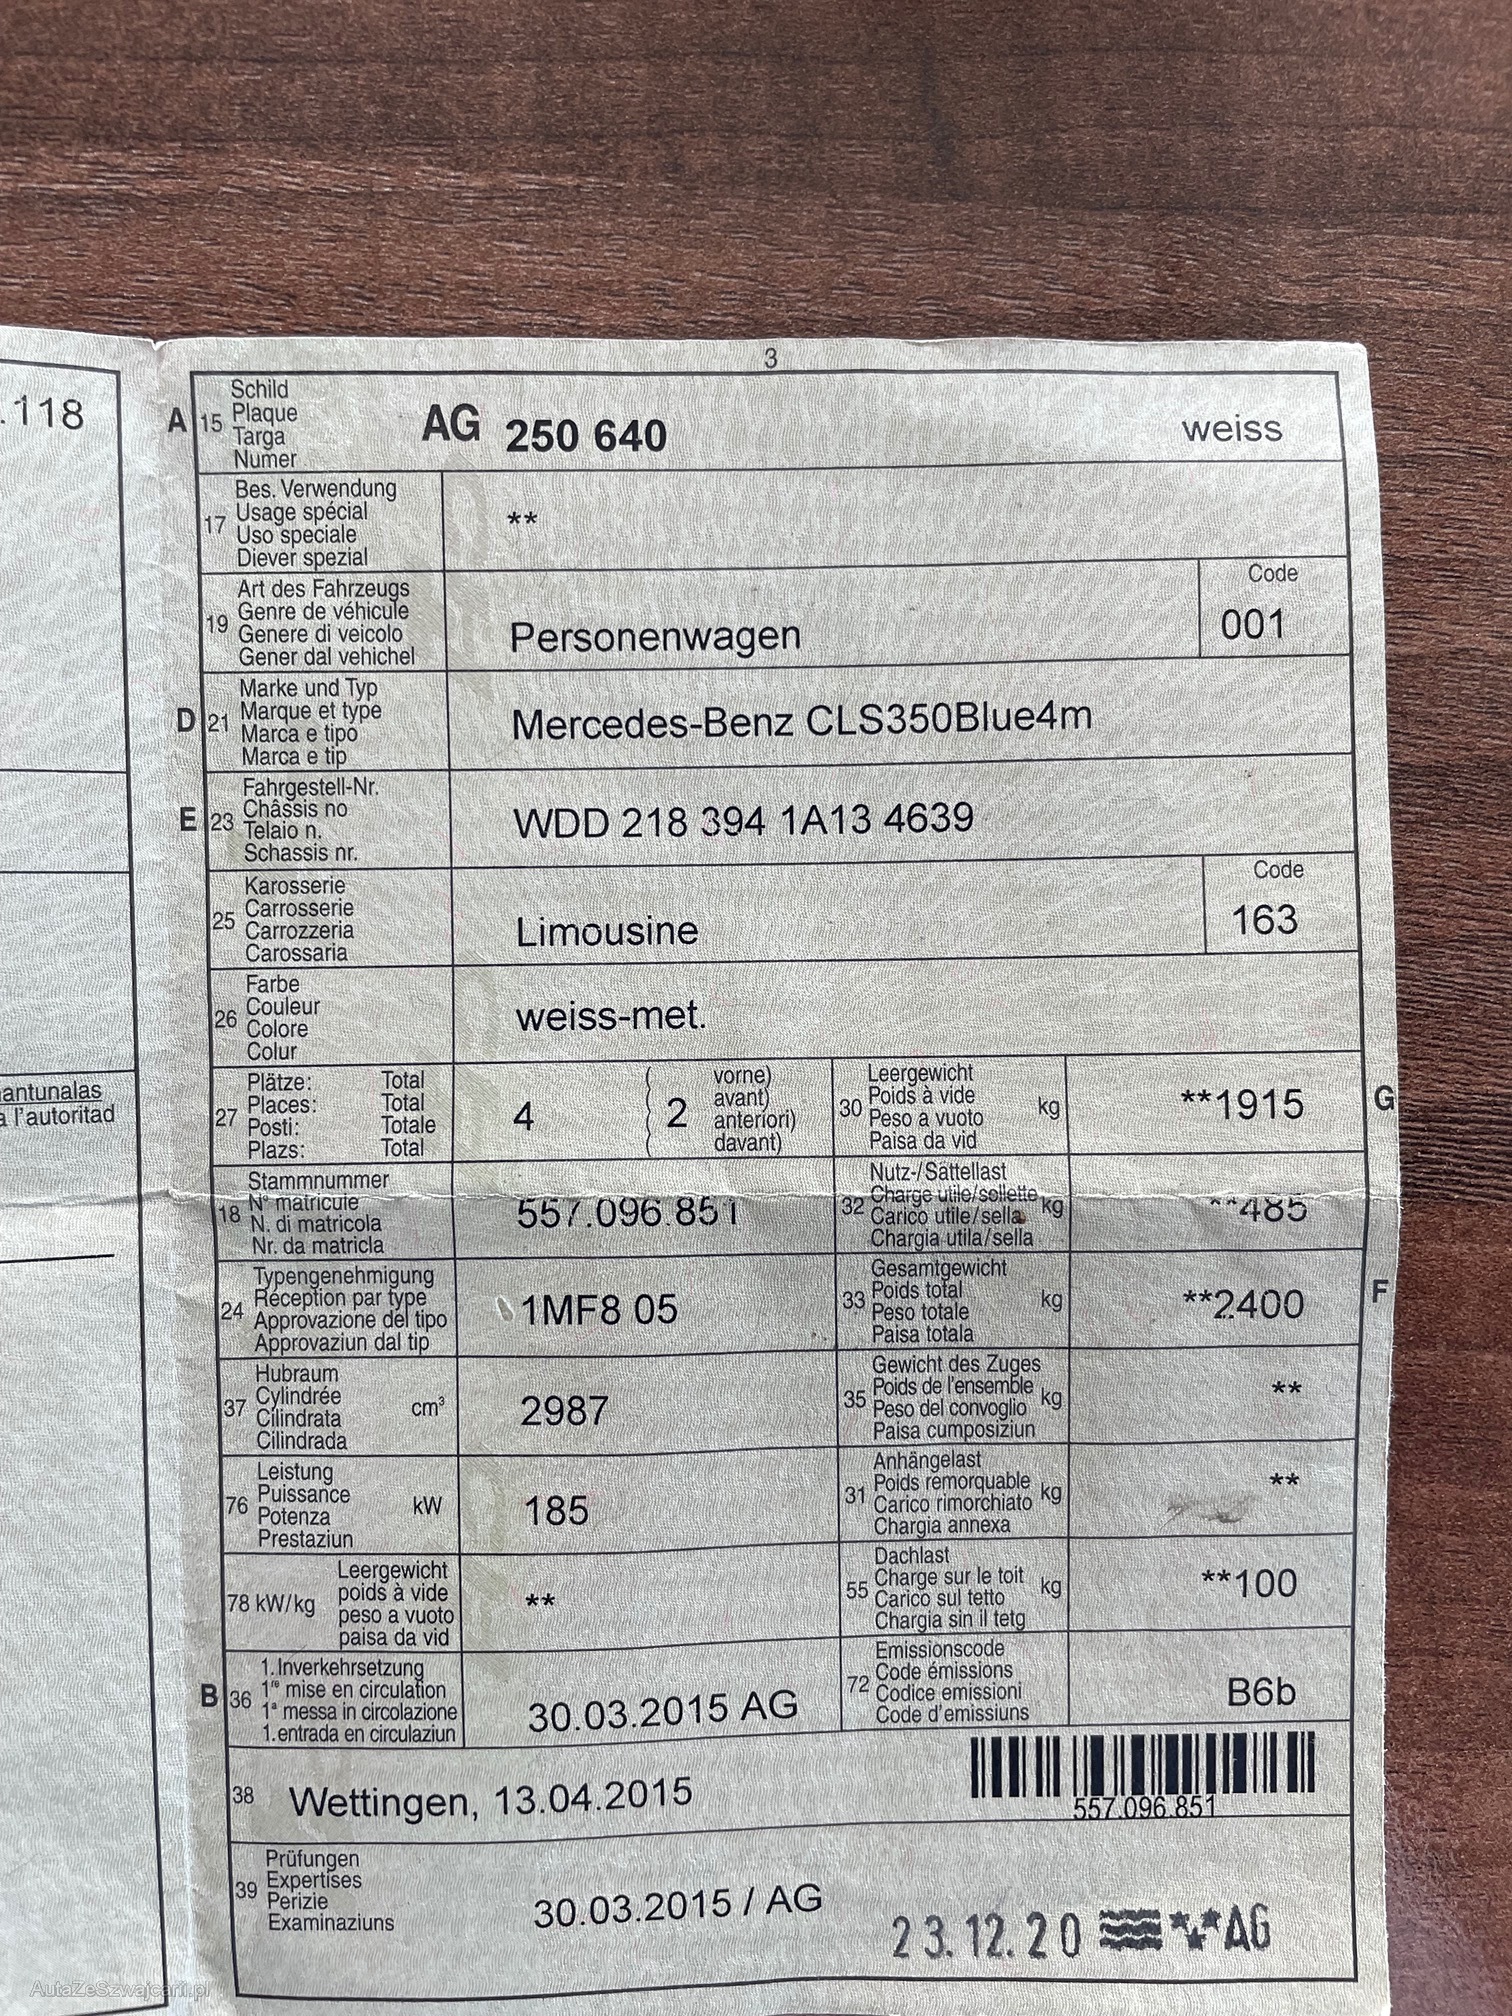 3
.118
A 15 Schild
Plaque
Targa
Numer
AG 250 640 weiss
17 Bes. Verwendung
Usage spécial
Uso speciale
Diever spezial
**
19 Art des Fahrzeugs
Genre de véhicule
Genere di veicolo
Gener dal vehichel
Personenwagen
Code
001
D 21 Marke und Typ
Marque et type
Marca e tipo
Marca e tip
Mercedes-Benz CLS350Blue4m
E 23 Fahrgestell-Nr.
Châssis no
Telaio n.
Schassis nr.
WDD 218 394 1A13 4639
25 Karosserie
Carrosserie
Carrozzeria
Carossaria
Limousine
Code
163
26 Farbe
Couleur
Colore
Colur
weiss-met.
antunalas
a l'autoritad
27 Plätze: Total
Places: Total
Posti: Totale
Plazs: Total
4 ( 2 vorne)
avant)
anteriori)
davant)
30 Leergewicht
Poids à vide
Peso a vuoto
Paisa da vid
kg **1915 G
18 Stammnummer
N° matricule
N. di matricola
Nr. da matricla
557.096.851
32 Nutz-/Sattellast
Charge utile/sellette
Carico utile/sella
Chargia utila/sella
kg **485
24 Typengenehmigung
Réception par type
Approvazione del tipo
Approvaziun dal tip
1MF8 05
33 Gesamtgewicht
Poids total
Peso totale
Paisa totala
kg **2400 F
37 Hubraum
Cylindrée
Cilindrata
Cilindrada
cm³ 2987
35 Gewicht des Zuges
Poids de l'ensemble
Peso del convoglio
Paisa cumposiziun
kg **
76 Leistung
Puissance
Potenza
Prestaziun
kW 185
31 Anhängelast
Poids remorquable
Carico rimorchiato
Chargia annexa
kg **
78 kW/kg Leergewicht
poids à vide
peso a vuoto
paisa da vid
**
55 Dachlast
Charge sur le toit
Carico sul tetto
Chargia sin il tetg
kg **100
B 36 1. Inverkehrsetzung
1re mise en circulation
1a messa in circolazione
1. entrada en circulaziun
30.03.2015 AG
72 Emissionscode
Code émissions
Codice emissioni
Code d'emissiuns
B6b
38 Wettingen, 13.04.2015
557.096.851
39 Prüfungen
Expertises
Perizie
Examinaziuns
30.03.2015 / AG
23.12.20 AG
AutaZeSzwajcarii.pl